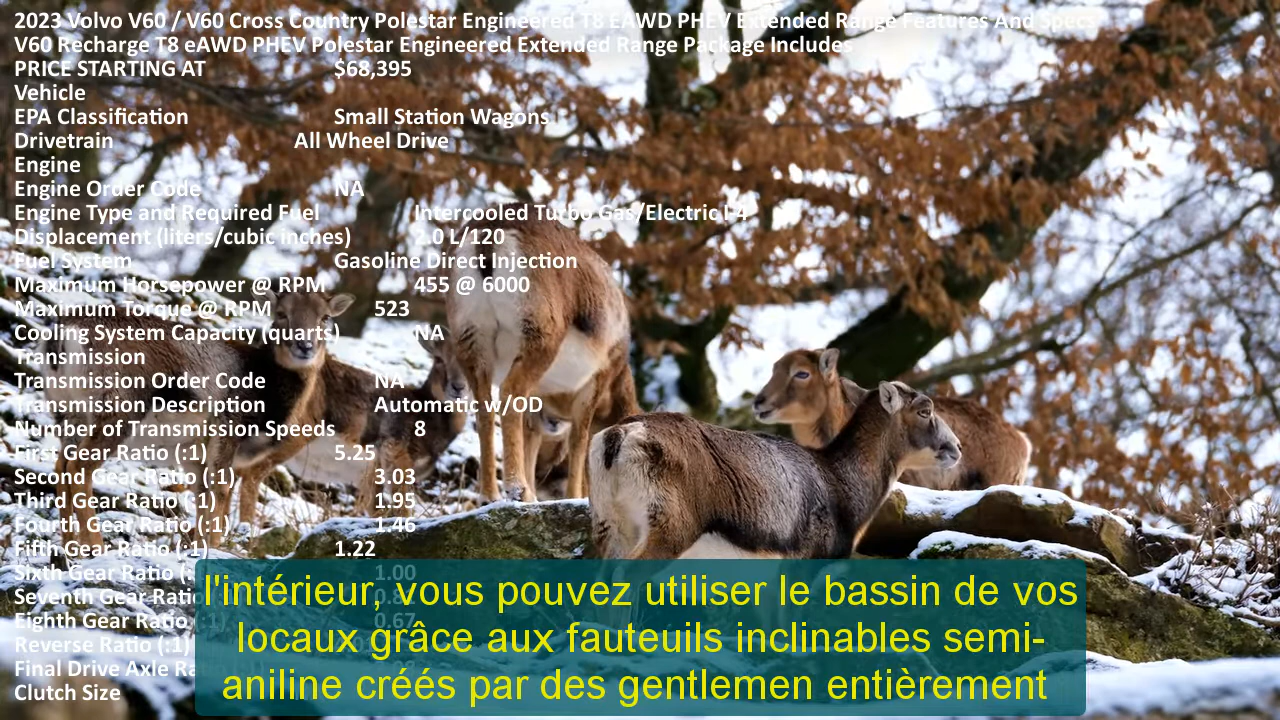 2023 Volvo V60 / V60 Cross Country Polestar Engineered T8 EAWD PHEV Extended Range Features And Specs
V60 Recharge T8 eAWD PHEV Polestar Engineered Extended Range Package Includes
PRICE STARTING AT $68,395
Vehicle
EPA Classification Small Station Wagons
Drivetrain All Wheel Drive
Engine
Engine Order Code NA
Engine Type and Required Fuel Intercooled Turbo Gas/Electric I-4
Displacement (liters/cubic inches) 2.0 L/120
Fuel System Gasoline Direct Injection
Maximum Horsepower @ RPM 455 @ 6000
Maximum Torque @ RPM 523
Cooling System Capacity (quarts) NA
Transmission
Transmission Order Code NA
Transmission Description Automatic w/OD
Number of Transmission Speeds 8
First Gear Ratio (:1) 5.25
Second Gear Ratio (:1) 3.03
Third Gear Ratio (:1) 1.95
Fourth Gear Ratio (:1) 1.46
Fifth Gear Ratio (:1) 1.22
Sixth Gear Ratio 1.00
Seventh Gear Ratio
Eighth Gear Ratio (:1) 0.67
Reverse Ratio (:1)
Final Drive Axle
Clutch Size
l'intérieur, vous pouvez utiliser le bassin de vos
locaux grâce aux fauteuils inclinables semi-
aniline créés par des gentlemen entièrement